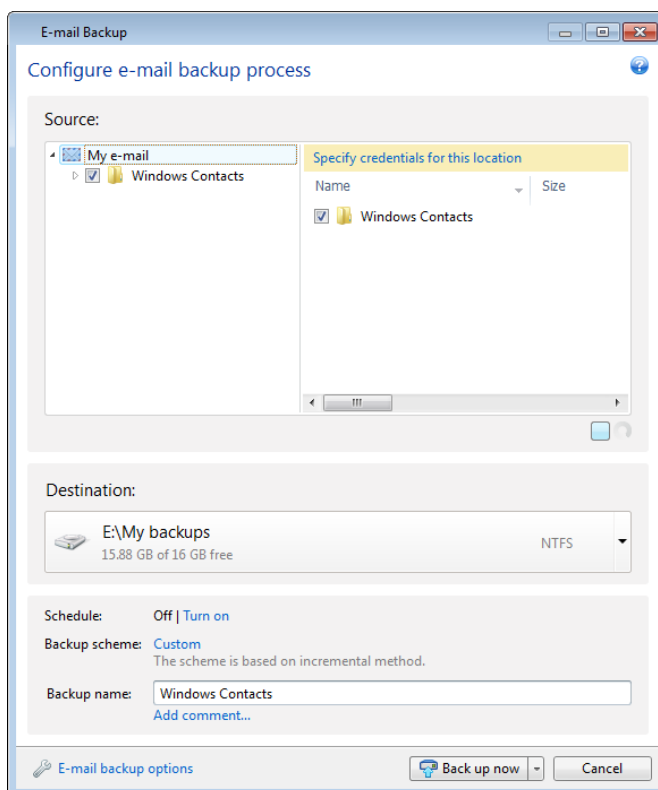 E-mail Backup
Configure e-mail backup process
Source:
My e-mail
Windows Contacts
Specify credentials for this location
Name Size
Windows Contacts
Destination:
E:\My backups
15.88 GB of 16 GB free
NTFS
Schedule: Off | Turn on
Backup scheme: Custom
The scheme is based on incremental method.
Backup name: Windows Contacts
Add comment...
E-mail backup options Back up now Cancel